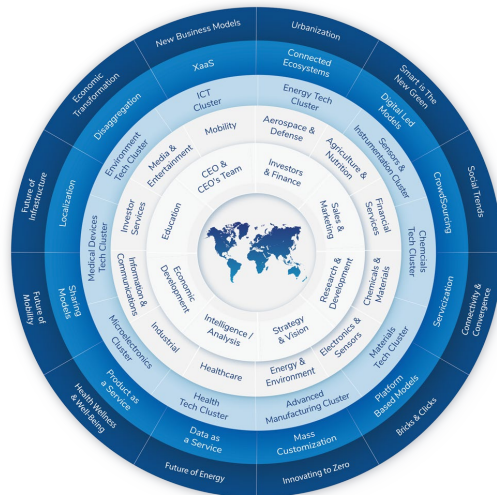 Urbanization
Smart is The
New Green
Social Trends
Connectivity &
Convergence
Bricks & Clicks
Innovating to Zero
Future of Energy
Health Wellness
& Well-Being
Future of
Mobility
Future of
Infrastructure
Economic
Transformation
New Business Models
Connected
Ecosystems
Digital Led
Models
CrowdSourcing
Servicization
Platform
Based Models
Mass
Customization
Data as
a Service
Product as
a Service
Sharing
Models
Localization
Disaggregation
XaaS
Energy Tech
Cluster
Sensors &
Instrumentation Cluster
Chemcials
Tech Cluster
Materials
Tech Cluster
Advanced
Manufacturing Cluster
Health
Tech Cluster
Microelectronics
Cluster
Medical Devices
Tech Cluster
Environment
Tech Cluster
ICT
Cluster
Aerospace &
Defense
Agriculture &
Nutrition
Financial
Services
Chemicals &
Materials
Electronics &
Sensors
Energy &
Environment
Healthcare
Industrial
Information &
Communications
Investor
Services
Media &
Entertainment
Mobility
Investors
& Finance
Sales &
Marketing
Research &
Development
Strategy
& Vision
Intelligence /
Analysis
Economic
Development
Education
CEO &
CEO's Team